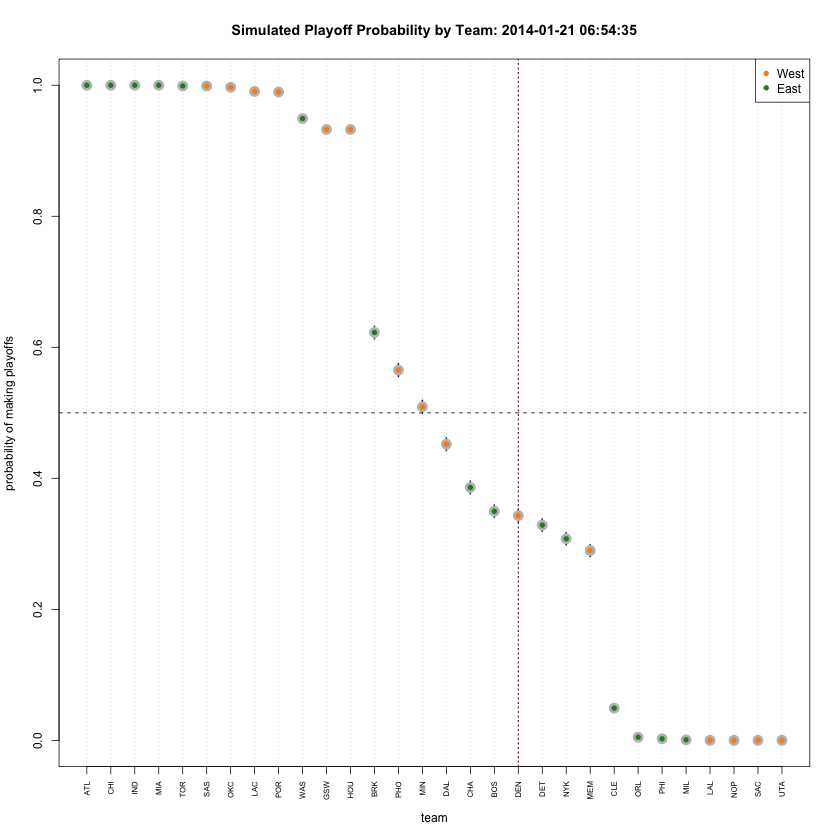 Simulated Playoff Probability by Team: 2014-01-21 06:54:35
West
East
probability of making playoffs
1.0
0.8
0.6
0.4
0.2
0.0
ATL CHI IND MIA TOR SAS OKC LAC POR WAS GSW HOU BRK PHO MIN DAL CHA BOS DEN DET NYK MEM CLE ORL PHI MIL LAL NOP SAC UTA
team